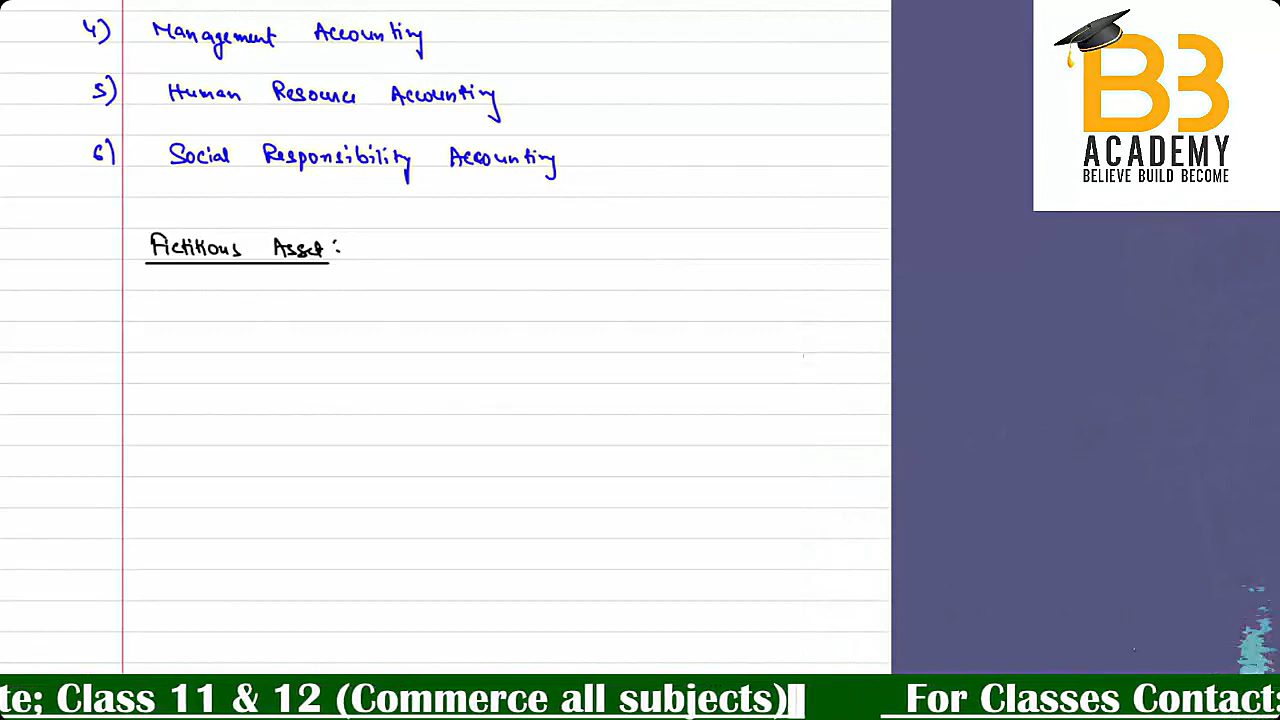 4) Management Accounting
5) Human Resource Accounting
6) Social Responsibility Accounting
Fictitious Asset:
B3
ACADEMY
BELIEVE BUILD BECOME
te; Class 11 & 12 (Commerce all subjects) For Classes Contact: